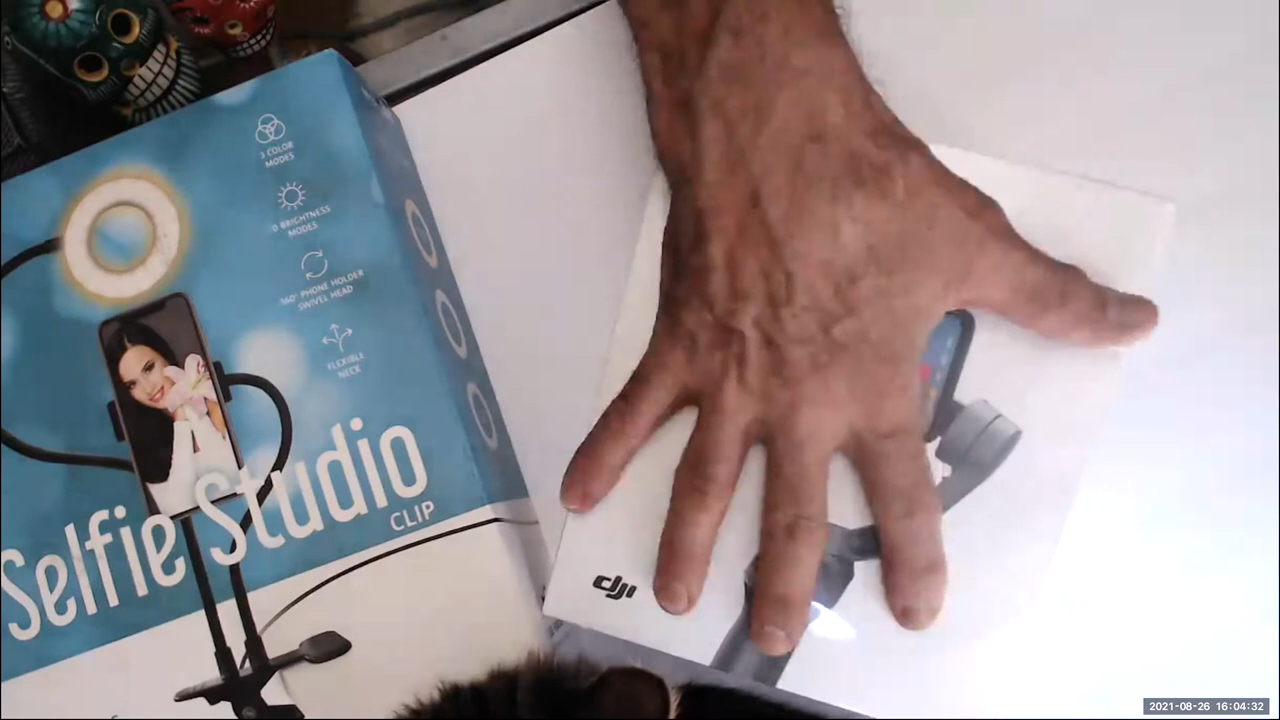 3 COLOR
MODES
0 BRIGHTNESS
MODES
360° PHONE HOLDER
SWIVEL HEAD
FLEXIBLE
NECK
Selfie Studio
CLIP
dji
2021-08-26 16:04:32